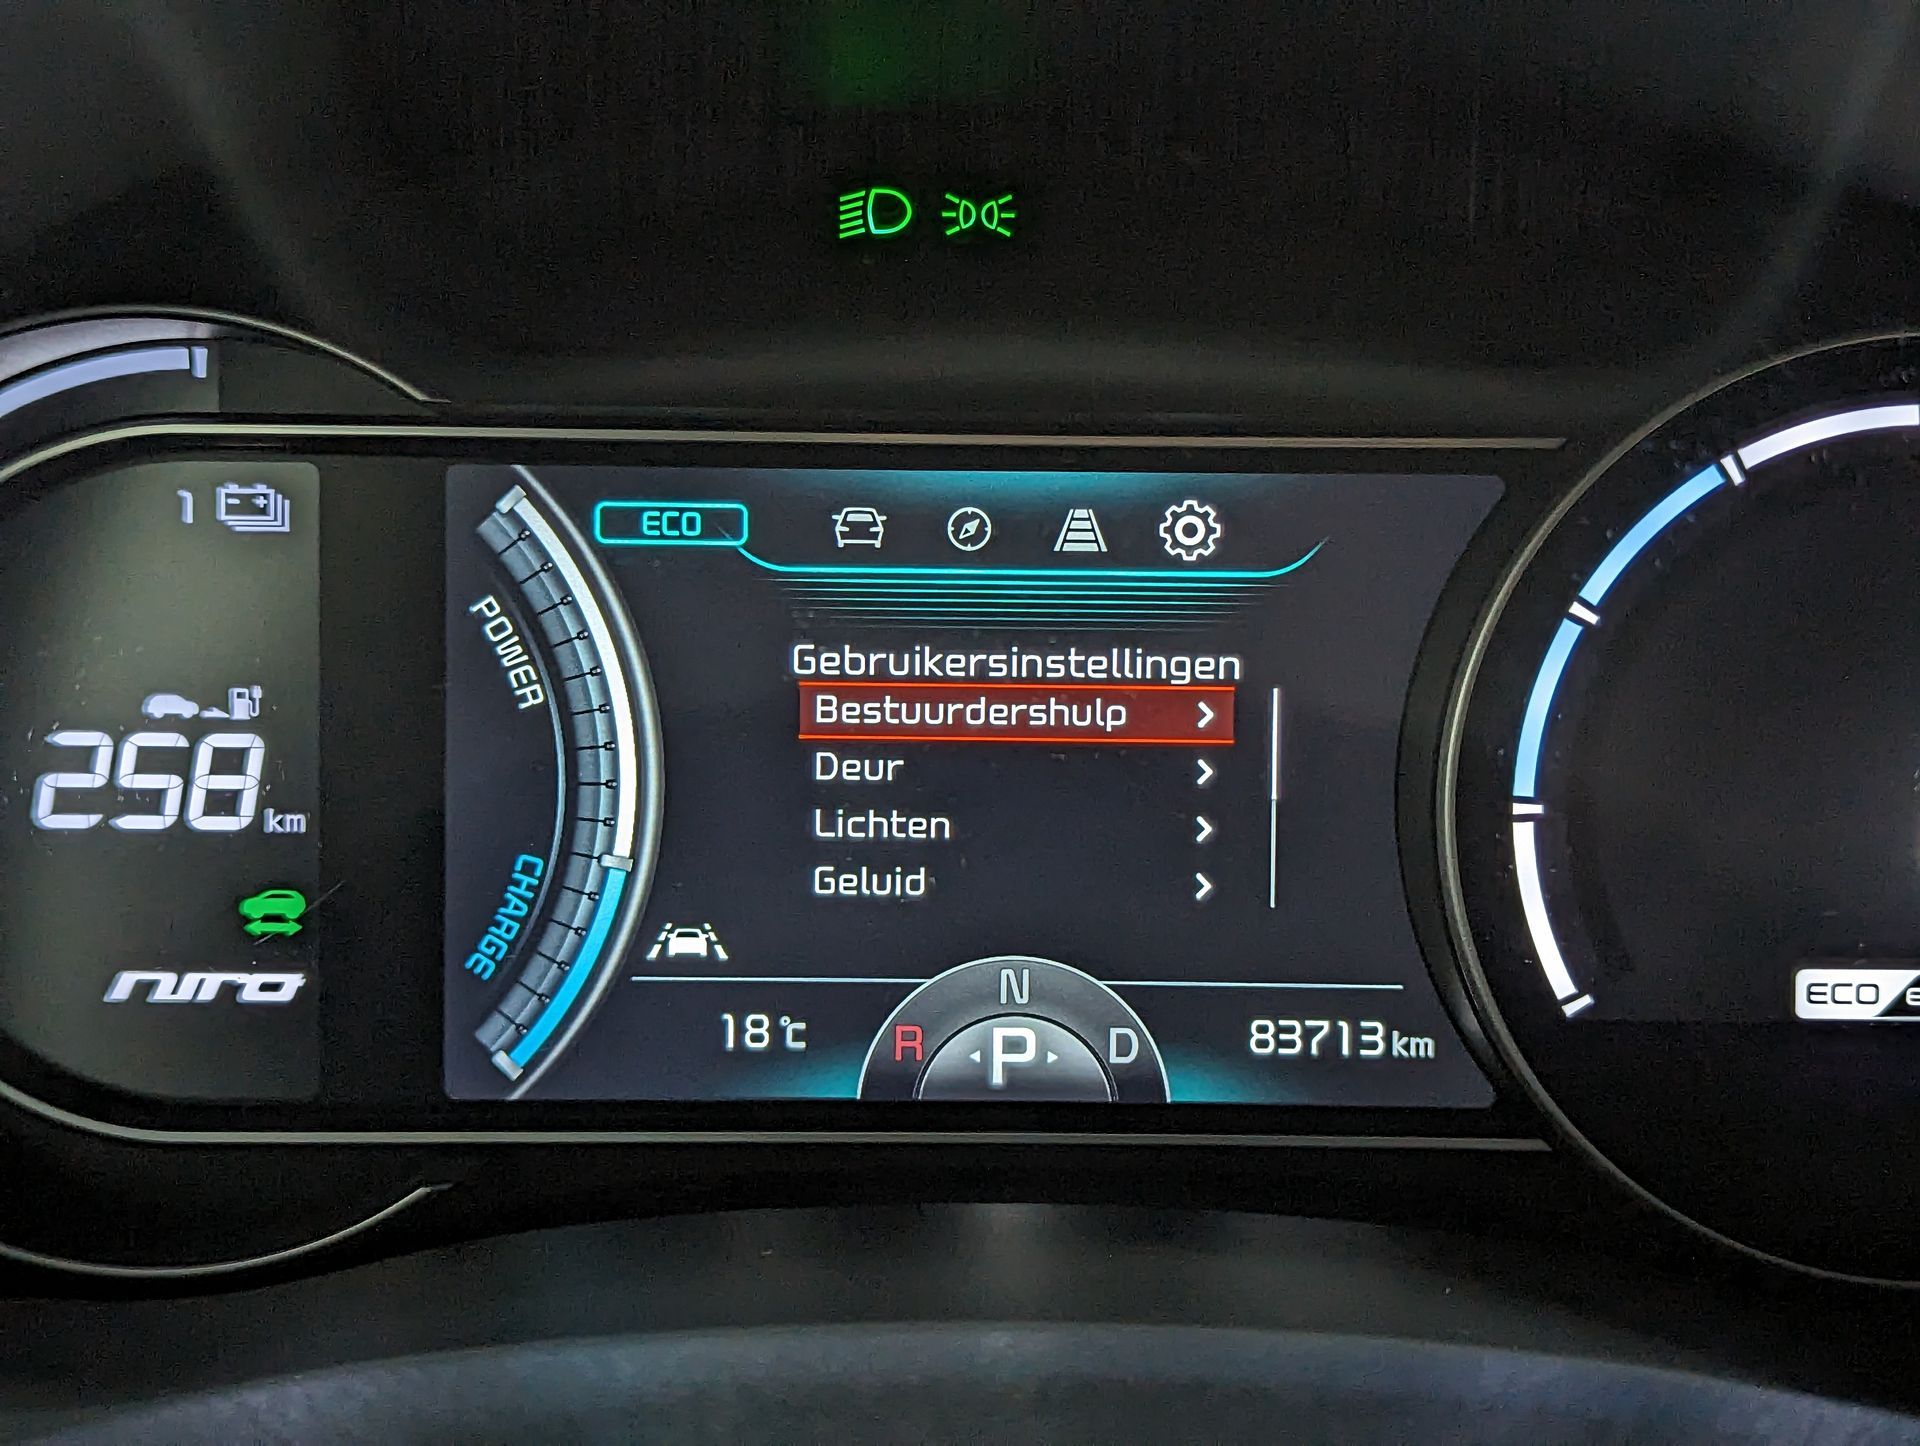 1
ECO
POWER
Gebruikersinstellingen
Bestuurdershulp
Deur
Lichten
Geluid
258 km
CHARGE
niro
N
R P D
18 °C
83713 km
ECO